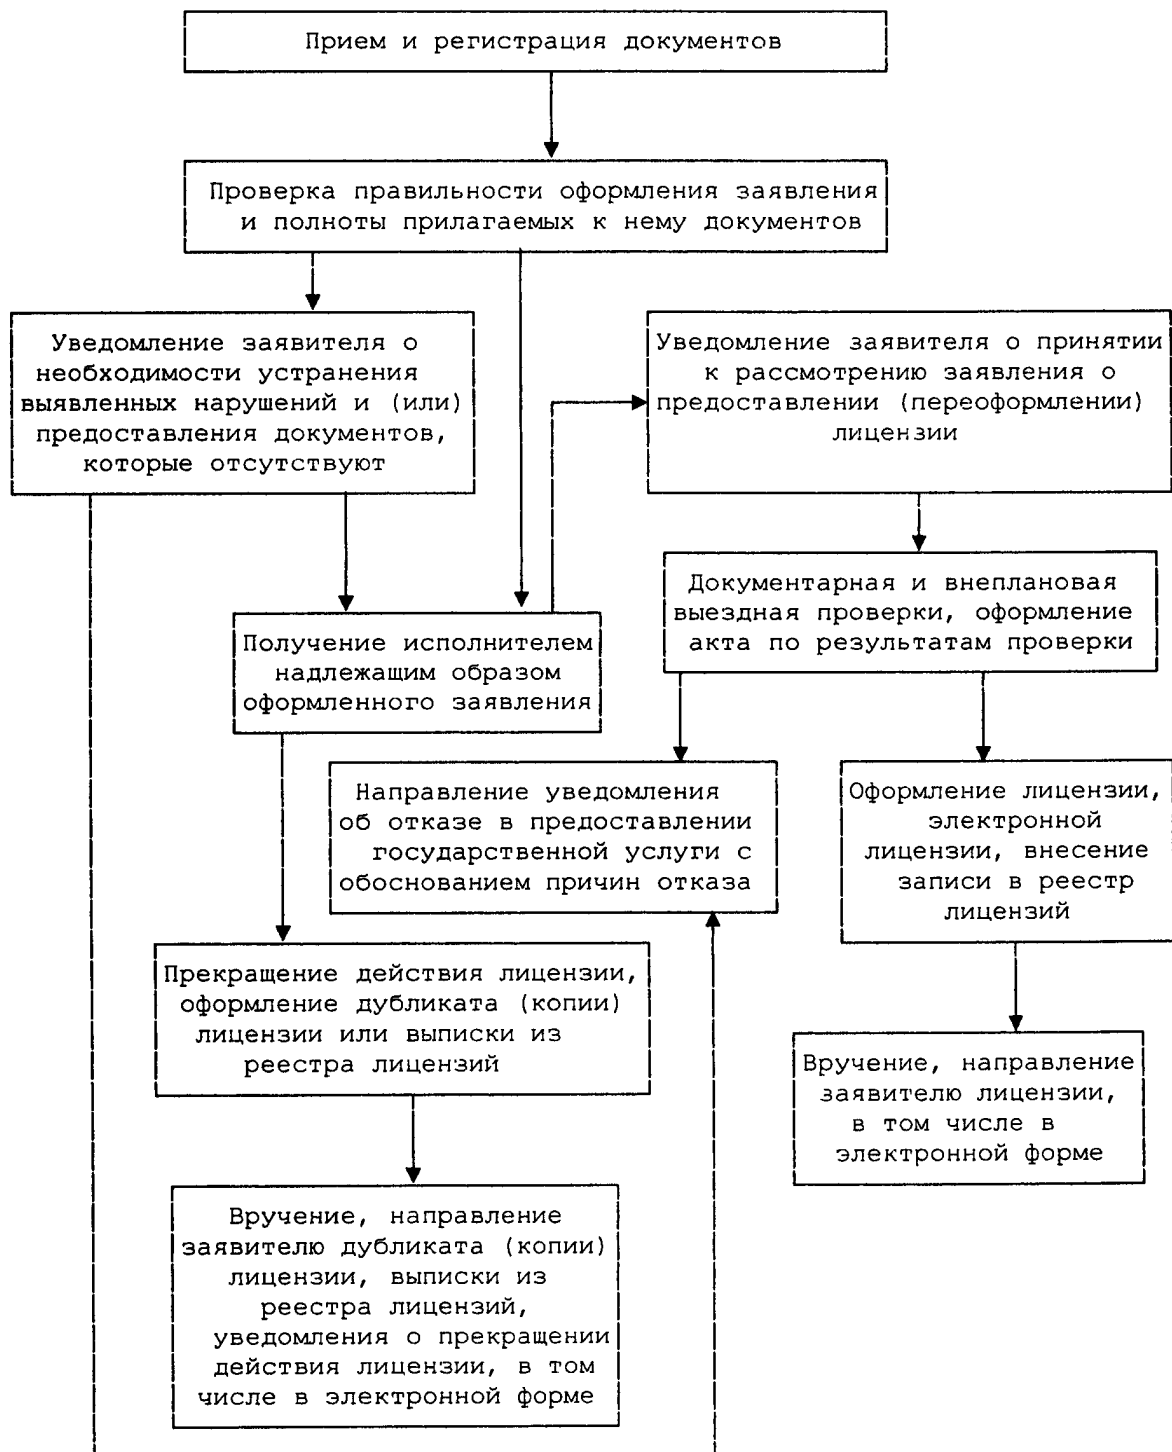 Прием и регистрация документов
Проверка правильности оформления заявления
и полноты прилагаемых к нему документов
Уведомление заявителя о
необходимости устранения
выявленных нарушений и (или)
предоставления документов,
которые отсутствуют
Уведомление заявителя о принятии
к рассмотрению заявления о
предоставлении (переоформлении)
лицензии
Документарная и внеплановая
выездная проверки, оформление
акта по результатам проверки
Получение исполнителем
надлежащим образом
оформленного заявления
Направление уведомления
об отказе в предоставлении
государственной услуги с
обоснованием причин отказа
Оформление лицензии,
электронной
лицензии, внесение
записи в реестр
лицензий
Прекращение действия лицензии,
оформление дубликата (копии)
лицензии или выписки из
реестра лицензий
Вручение, направление
заявителю лицензии,
в том числе в
электронной форме
Вручение, направление
заявителю дубликата (копии)
лицензии, выписки из
реестра лицензий,
уведомления о прекращении
действия лицензии, в том
числе в электронной форме